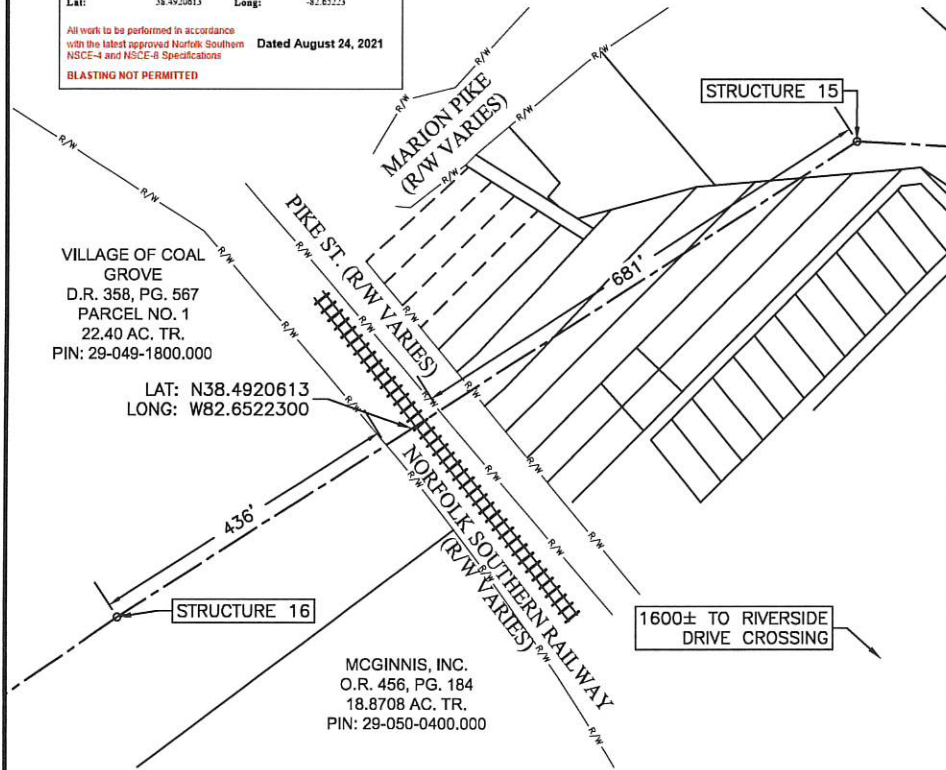 Lat: 38.4920613 Long: -82.65223
All work to be performed in accordance
with the latest approved Norfolk Southern
NSCE-4 and NSCE-8 Specifications
Dated August 24, 2021
BLASTING NOT PERMITTED
MARION PIKE
(R/W VARIES)
STRUCTURE 15
R/W
R/W
R/W
R/W
R/W
R/W
R/W
R/W
PIKE ST. (R/W VARIES)
681'
VILLAGE OF COAL
GROVE
D.R. 358, PG. 567
PARCEL NO. 1
22.40 AC. TR.
PIN: 29-049-1800.000
R/W
R/W
R/W
R/W
R/W
LAT: N38.4920613
LONG: W82.6522300
R/W
R/W
R/W
R/W
R/W
R/W
NORFOLK SOUTHERN RAILWAY
(R/W VARIES)
436'
STRUCTURE 16
R/W
R/W
R/W
R/W
R/W
1600± TO RIVERSIDE
DRIVE CROSSING
MCGINNIS, INC.
O.R. 456, PG. 184
18.8708 AC. TR.
PIN: 29-050-0400.000